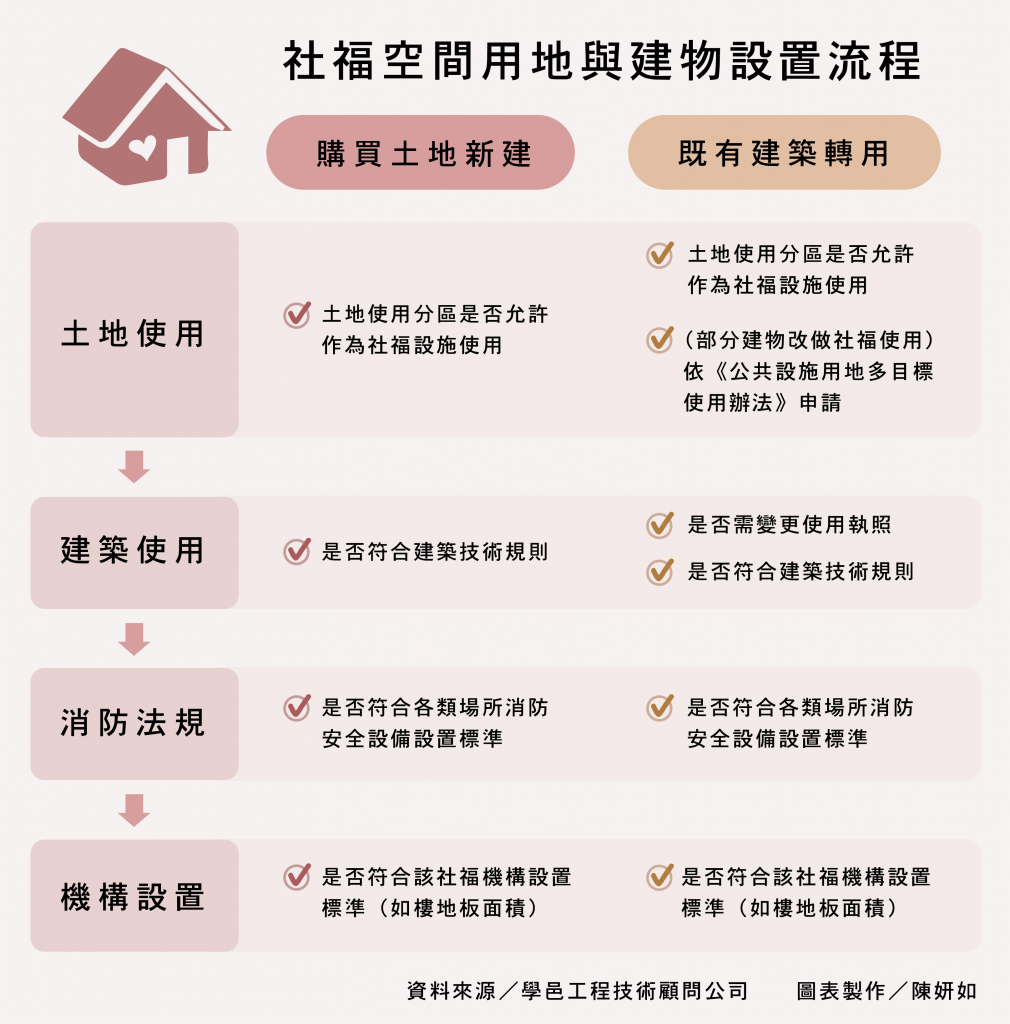 社福空間用地與建物設置流程
購買土地新建
既有建築轉用
土地使用
土地使用分區是否允許
作為社福設施使用
土地使用分區是否允許
作為社福設施使用
（部分建物改做社福使用）
依《公共設施用地多目標
使用辦法》申請
建築使用
是否符合建築技術規則
是否需變更使用執照
是否符合建築技術規則
消防法規
是否符合各類場所消防
安全設備設置標準
是否符合各類場所消防
安全設備設置標準
機構設置
是否符合該社福機構設置
標準（如樓地板面積）
是否符合該社福機構設置
標準（如樓地板面積）
資料來源／學邑工程技術顧問公司
圖表製作／陳妍如